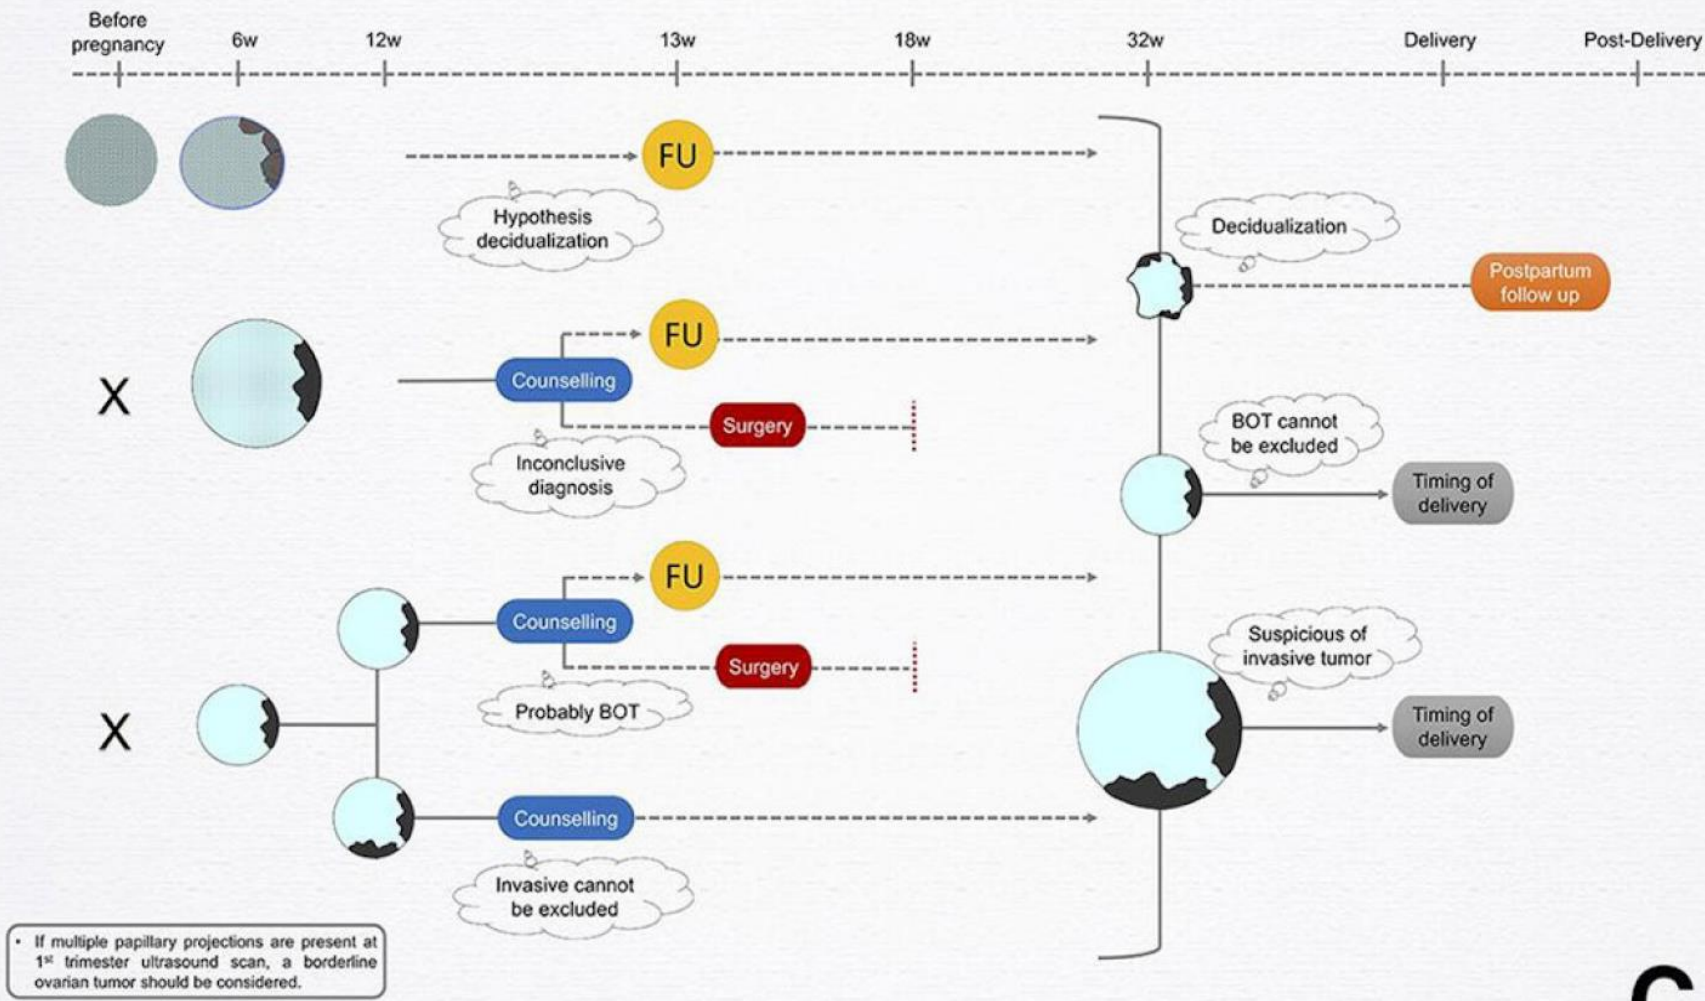 Before
pregnancy
6w
12w
13w
18w
32w
Delivery
Post-Delivery
FU
Hypothesis
decidualization
Decidualization
Postpartum
follow up
X
FU
Counselling
Surgery
Inconclusive
diagnosis
BOT cannot
be excluded
Timing of
delivery
FU
Counselling
Surgery
Probably BOT
Suspicious of
invasive tumor
Timing of
delivery
X
Counselling
Invasive cannot
be excluded
• If multiple papillary projections are present at
1st trimester ultrasound scan, a borderline
ovarian tumor should be considered.